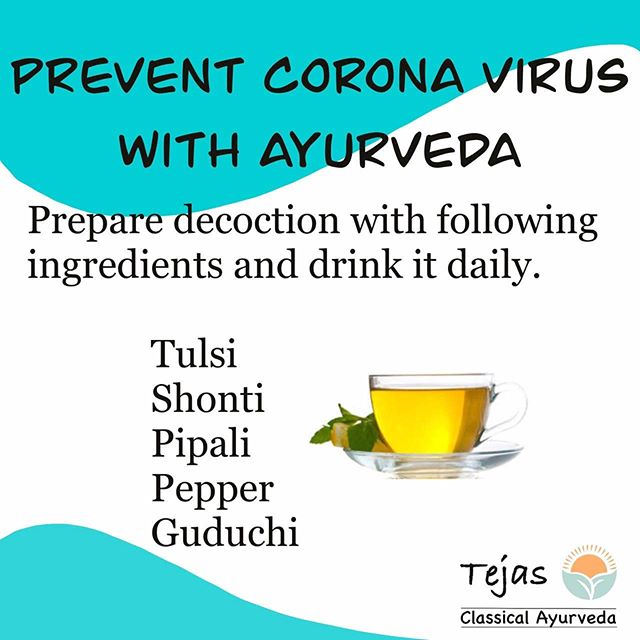 PREVENT CORONA VIRUS
WITH AYURVEDA
Prepare decoction with following
ingredients and drink it daily.
Tulsi
Shonti
Pipali
Pepper
Guduchi
Tejas
Classical Ayurveda